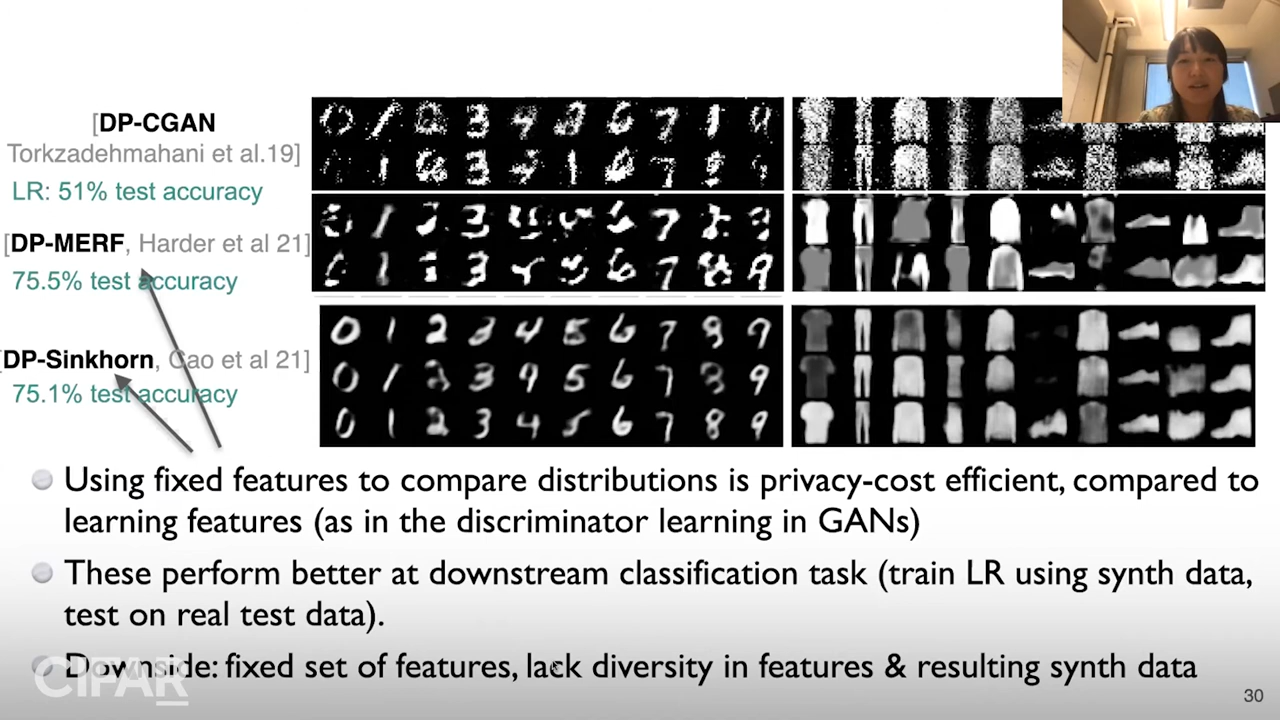 [DP-CGAN
Torkzadehmahani et al.19]
LR: 51% test accuracy
[DP-MERF, Harder et al 21]
75.5% test accuracy
[DP-Sinkhorn, Cao et al 21]
75.1% test accuracy
Using fixed features to compare distributions is privacy-cost efficient, compared to
learning features (as in the discriminator learning in GANs)
These perform better at downstream classification task (train LR using synth data,
test on real test data).
Downside: fixed set of features, lack diversity in features & resulting synth data
CIFAR
30